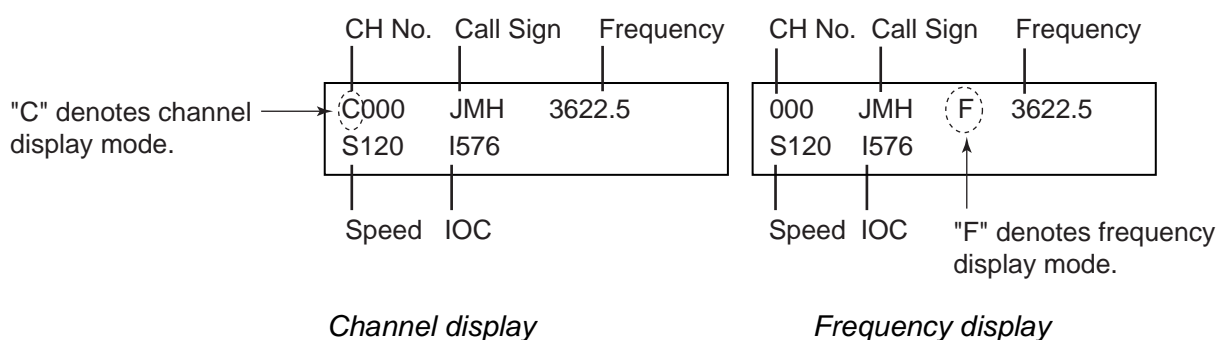 CH No. Call Sign Frequency CH No. Call Sign Frequency
"C" denotes channel
display mode.
C000 JMH 3622.5
S120 I576
000 JMH F 3622.5
S120 I576
Speed IOC
Speed IOC
"F" denotes frequency
display mode.
Channel display
Frequency display